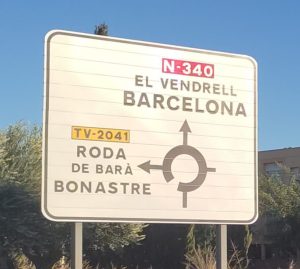 N-340
EL VENDRELL
BARCELONA
TV-2041
RODA
DE BARÀ
BONASTRE